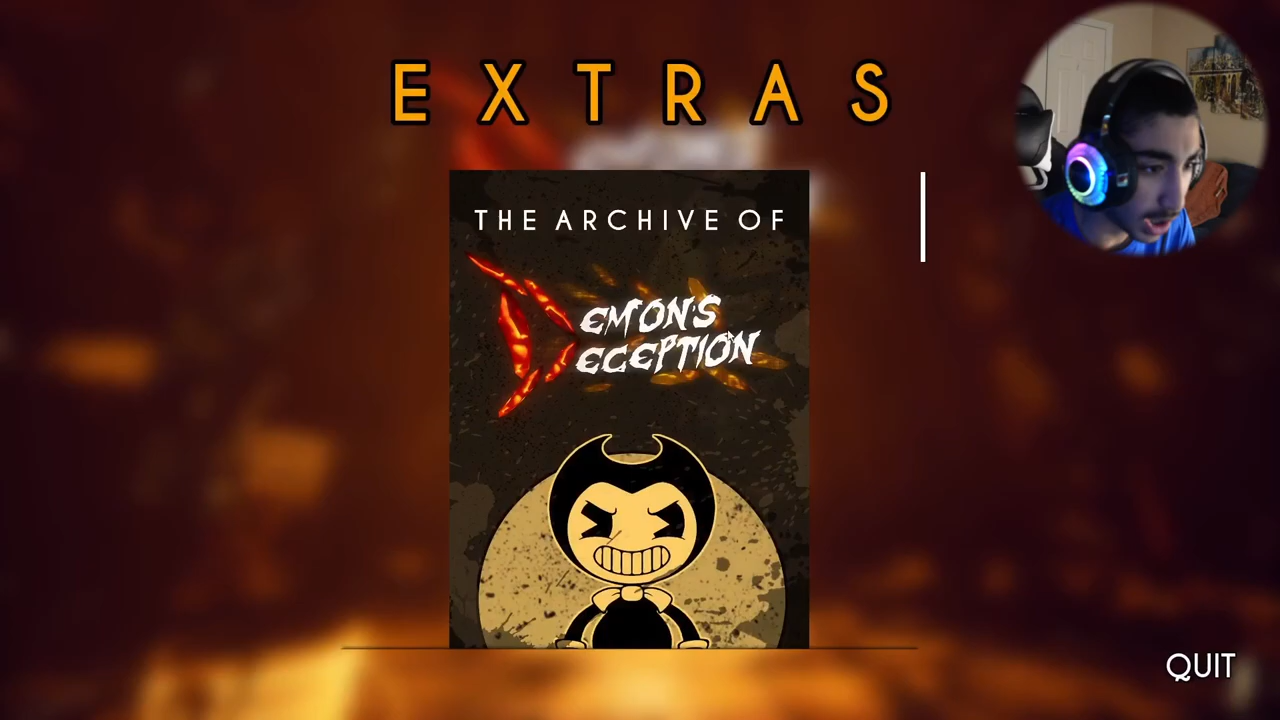 EXTRAS
THE ARCHIVE OF
DEMON'S
DECEPTION
QUIT